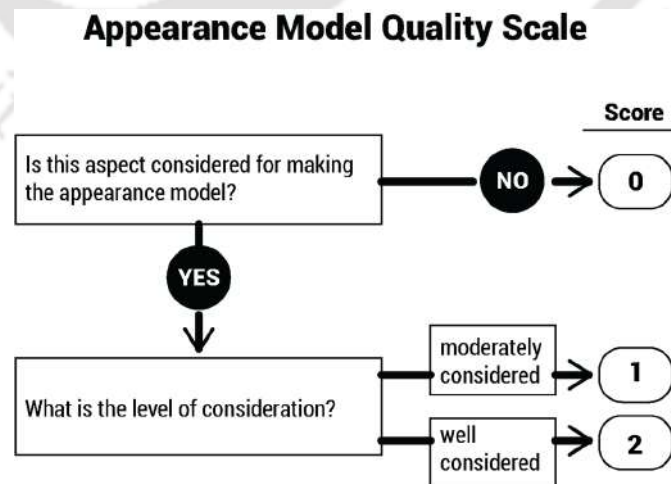 Appearance Model Quality Scale
Score
Is this aspect considered for making
the appearance model?
NO
0
YES
What is the level of consideration?
moderately
considered
1
well
considered
2